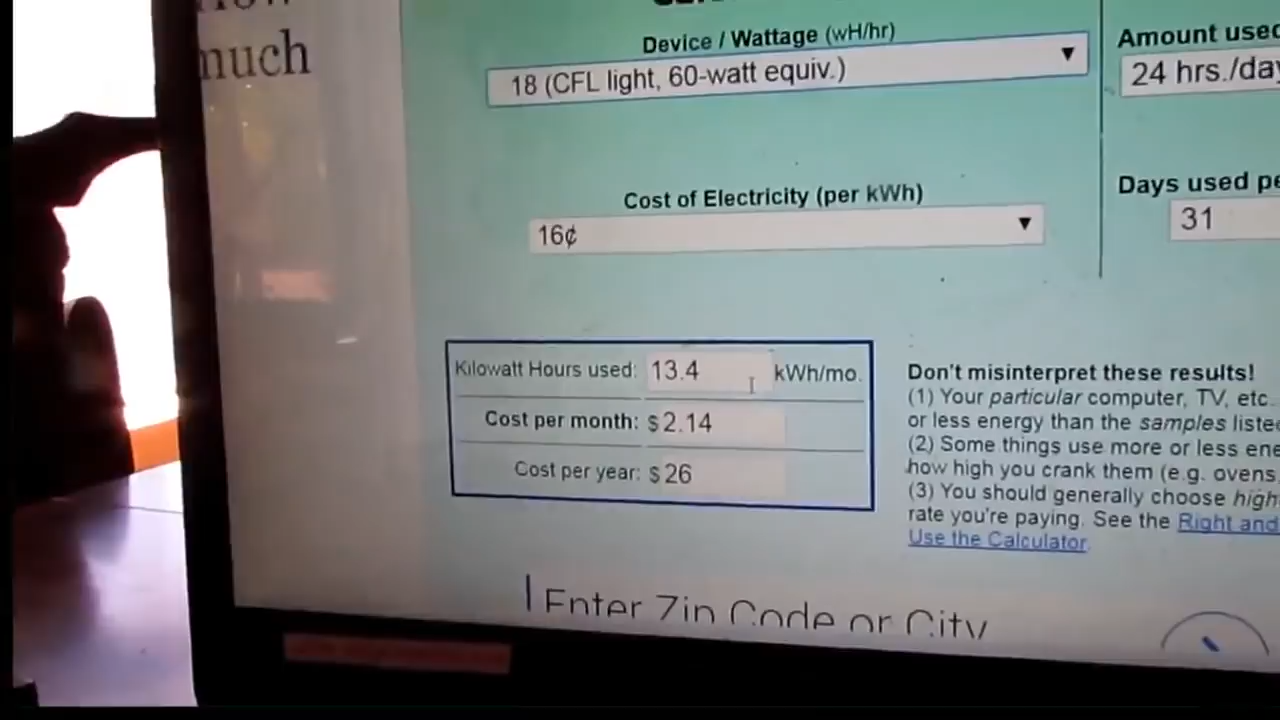 much
Device / Wattage (wH/hr)
18 (CFL light, 60-watt equiv.)
Amount used
24 hrs./day
Cost of Electricity (per kWh)
16¢
Days used
31
Kilowatt Hours used: 13.4 kWh/mo.
Cost per month: $ 2.14
Cost per year: $ 26
Don't misinterpret these results!
(1) Your particular computer, TV, etc.
or less energy than the samples
(2) Some things use more or less
how high you crank them (e.g. ovens,
(3) You should generally choose
rate you're paying. See the Right and
Use the Calculator
Enter Zip Code or City